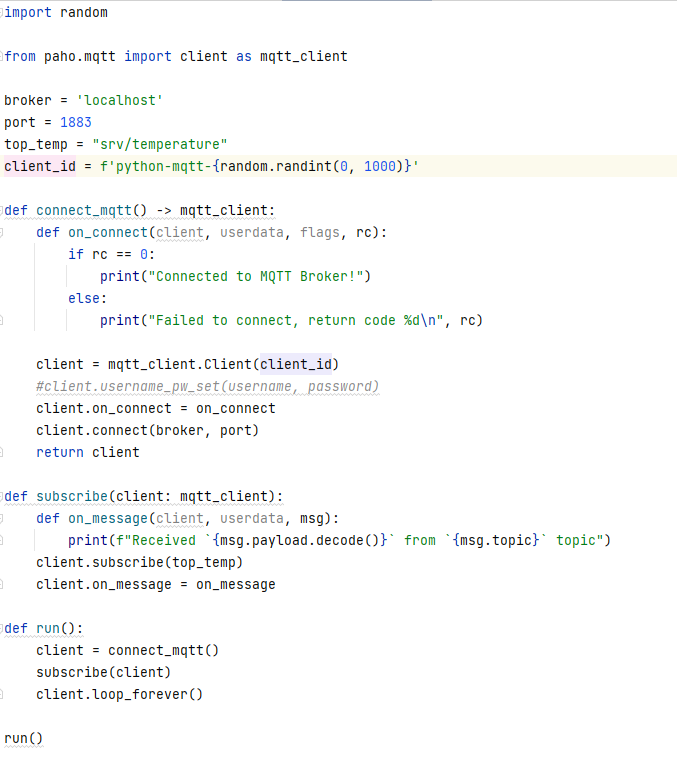 import random
from paho.mqtt import client as mqtt_client
broker = 'localhost'
port = 1883
top_temp = "srv/temperature"
client_id = f'python-mqtt-{random.randint(0, 1000)}'
def connect_mqtt() -> mqtt_client:
    def on_connect(client, userdata, flags, rc):
        if rc == 0:
            print("Connected to MQTT Broker!")
        else:
            print("Failed to connect, return code %d\n", rc)
    client = mqtt_client.Client(client_id)
    #client.username_pw_set(username, password)
    client.on_connect = on_connect
    client.connect(broker, port)
    return client
def subscribe(client: mqtt_client):
    def on_message(client, userdata, msg):
        print(f"Received `{msg.payload.decode()}` from `{msg.topic}` topic")
    client.subscribe(top_temp)
    client.on_message = on_message
def run():
    client = connect_mqtt()
    subscribe(client)
    client.loop_forever()
run()